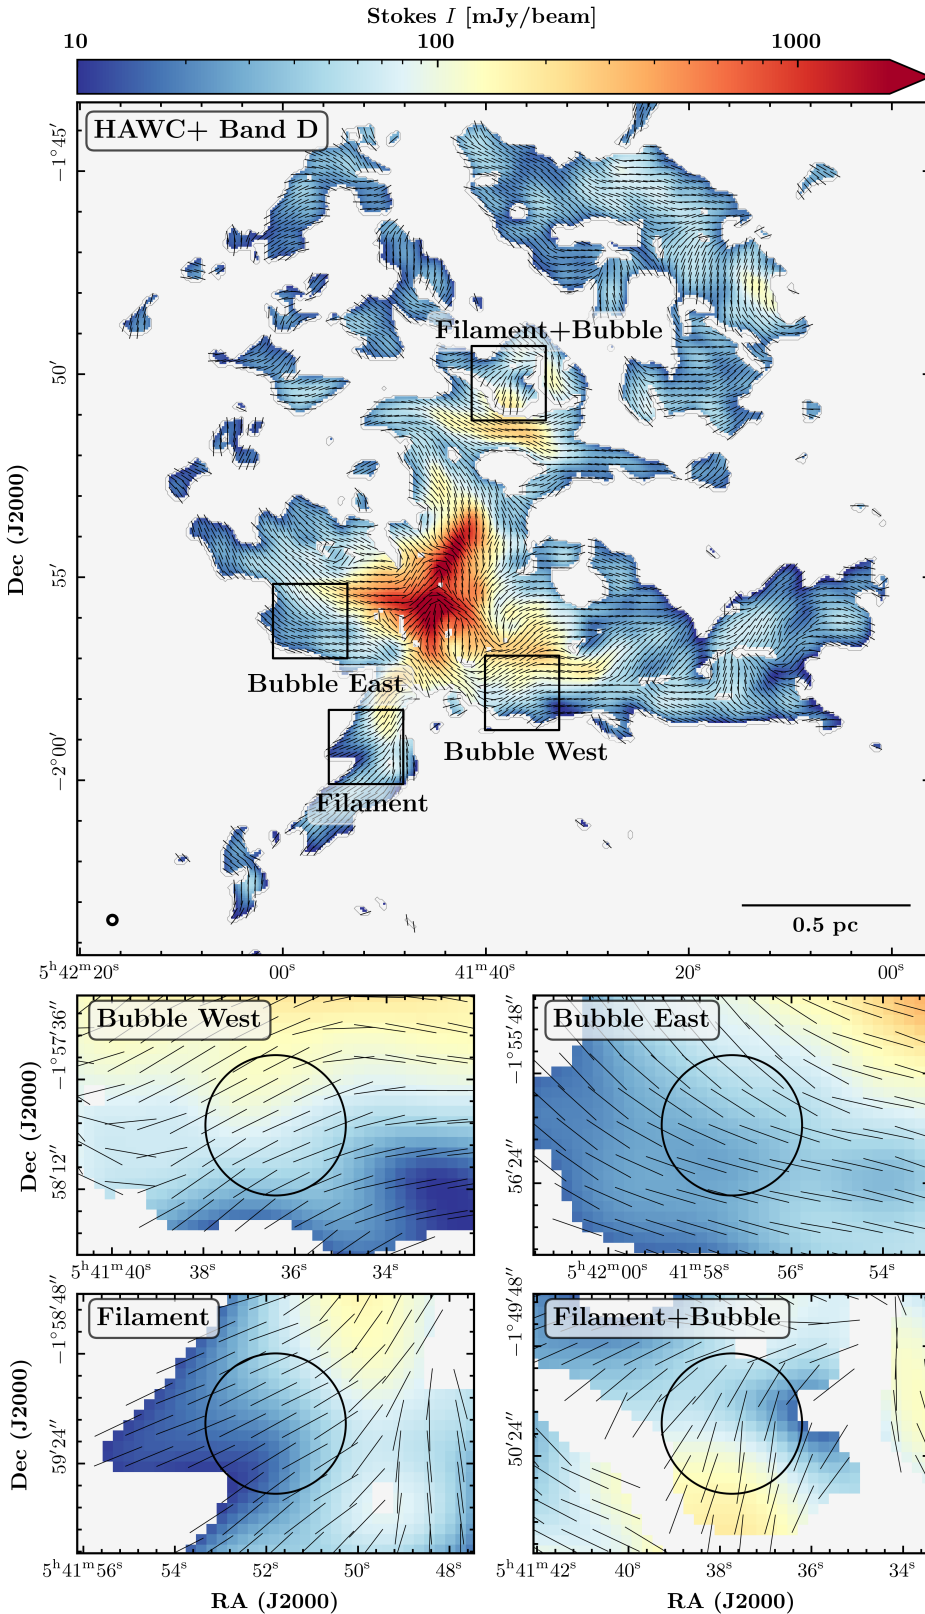 Stokes I [mJy/beam]
10 100 1000
HAWC+ Band D
−1°45′
50′
55′
−2°00′
Dec (J2000)
Filament+Bubble
Bubble East
Bubble West
Filament
0.5 pc
5ʰ42ᵐ20ˢ 00ˢ 41ᵐ40ˢ 20ˢ 00ˢ
Bubble West
−1°57′36″
58′12″
Dec (J2000)
5ʰ41ᵐ40ˢ 38ˢ 36ˢ 34ˢ
Bubble East
−1°55′48″
56′24″
5ʰ42ᵐ00ˢ 41ᵐ58ˢ 56ˢ 54ˢ
Filament
−1°58′48″
59′24″
Dec (J2000)
5ʰ41ᵐ56ˢ 54ˢ 52ˢ 50ˢ 48ˢ
RA (J2000)
Filament+Bubble
−1°49′48″
50′24″
5ʰ41ᵐ42ˢ 40ˢ 38ˢ 36ˢ 34ˢ
RA (J2000)